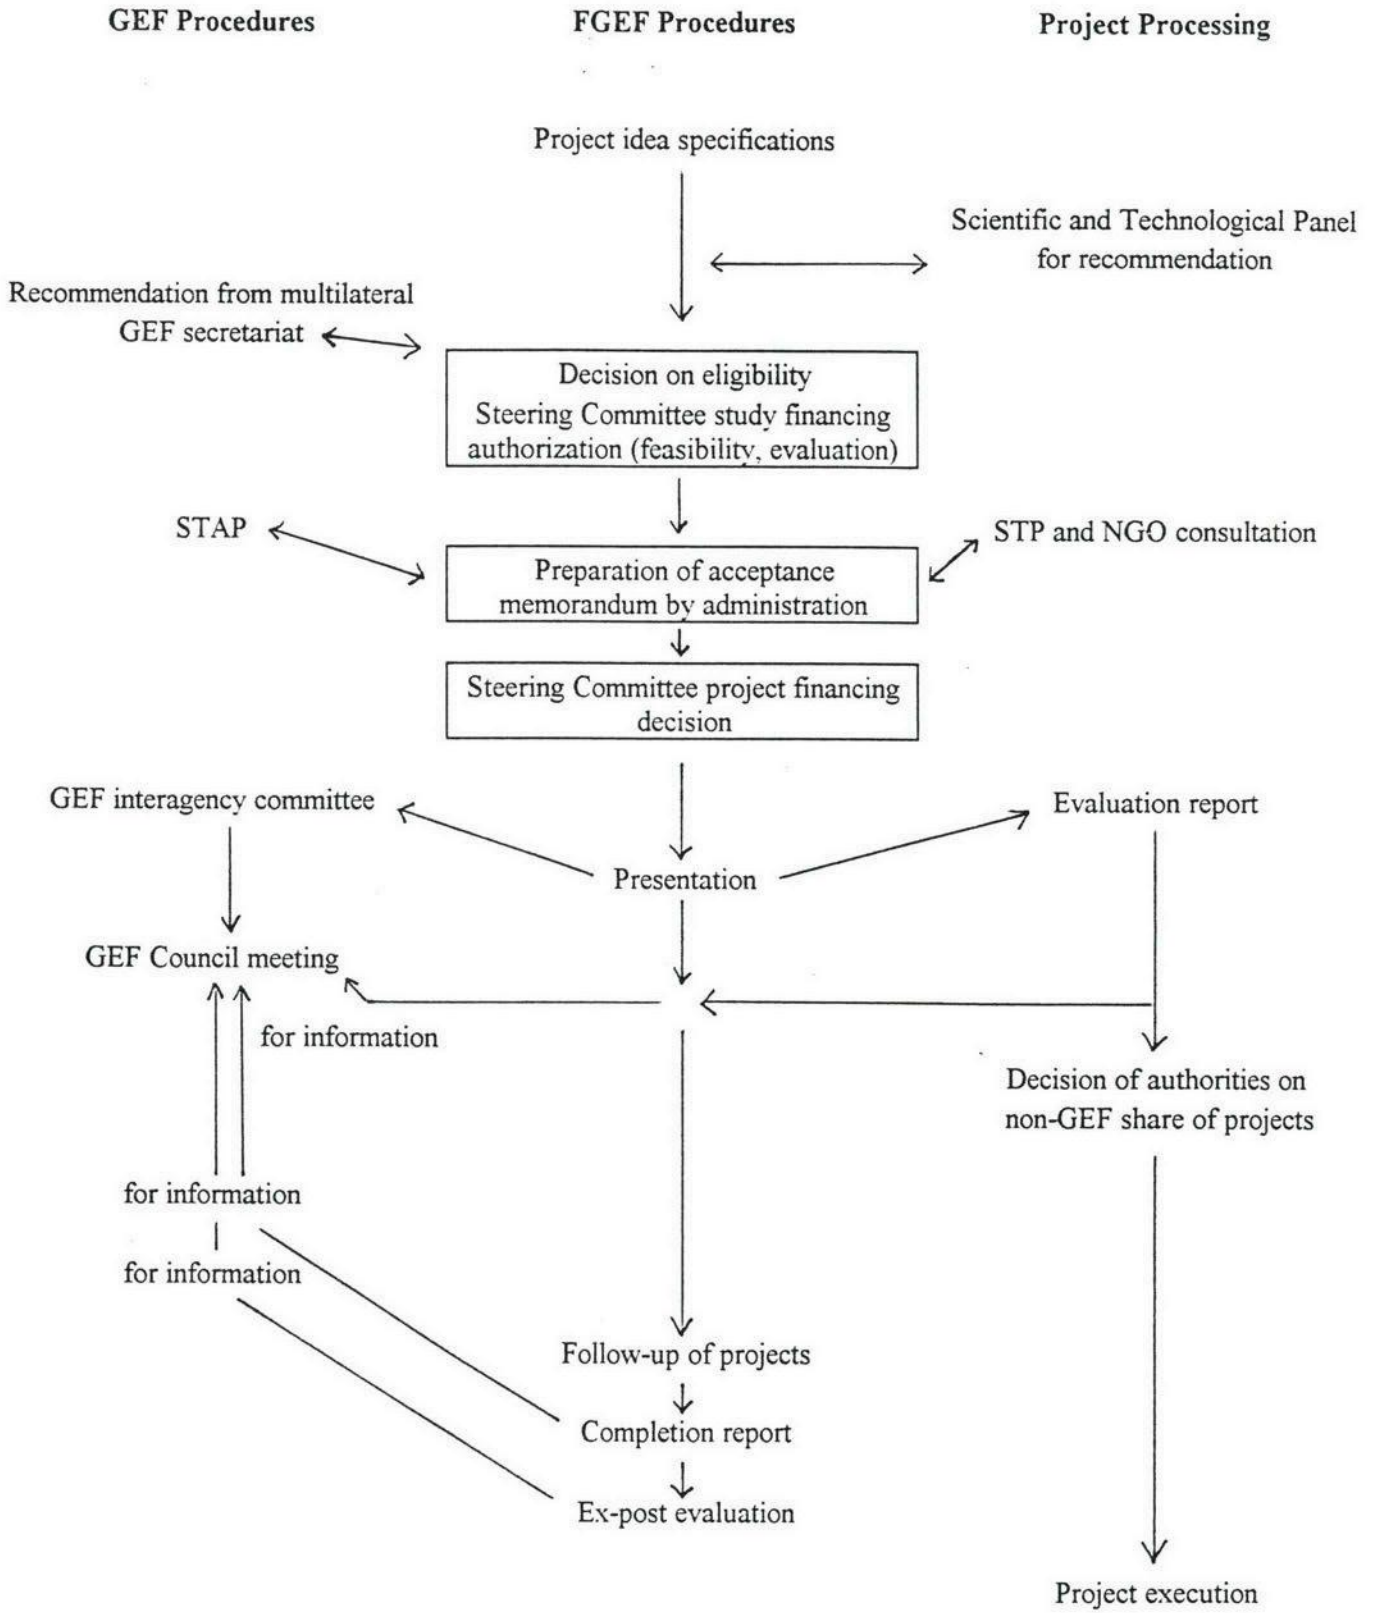 GEF Procedures
FGEF Procedures
Project Processing
Project idea specifications
Scientific and Technological Panel
for recommendation
Recommendation from multilateral
GEF secretariat
Decision on eligibility
Steering Committee study financing
authorization (feasibility, evaluation)
STAP
STP and NGO consultation
Preparation of acceptance
memorandum by administration
Steering Committee project financing
decision
GEF interagency committee
Evaluation report
Presentation
GEF Council meeting
for information
Decision of authorities on
non-GEF share of projects
for information
for information
Follow-up of projects
Completion report
Ex-post evaluation
Project execution